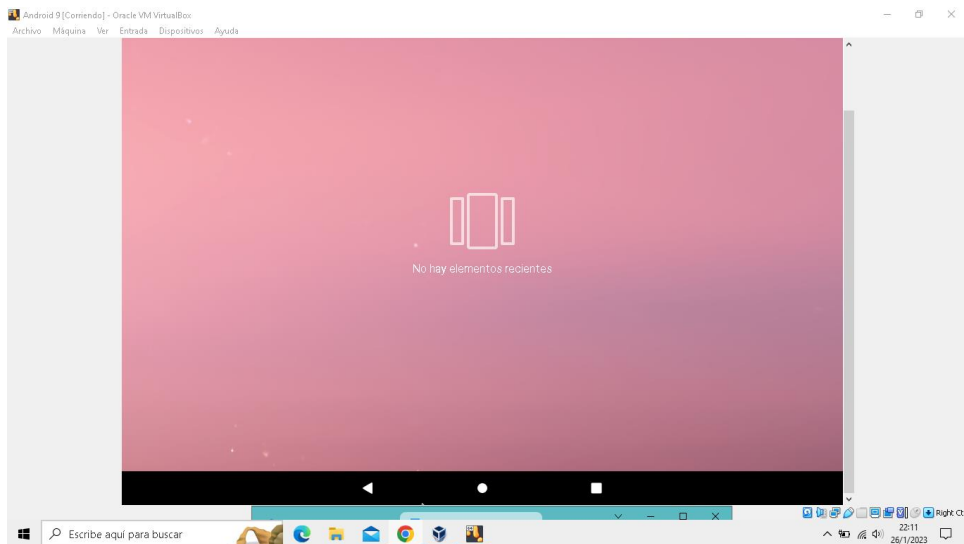 Android 9 [Corriendo] - Oracle VM VirtualBox
Archivo Máquina Ver Entrada Dispositivos Ayuda
No hay elementos recientes
Right Ct
Escribe aquí para buscar
22:11
26/1/2023